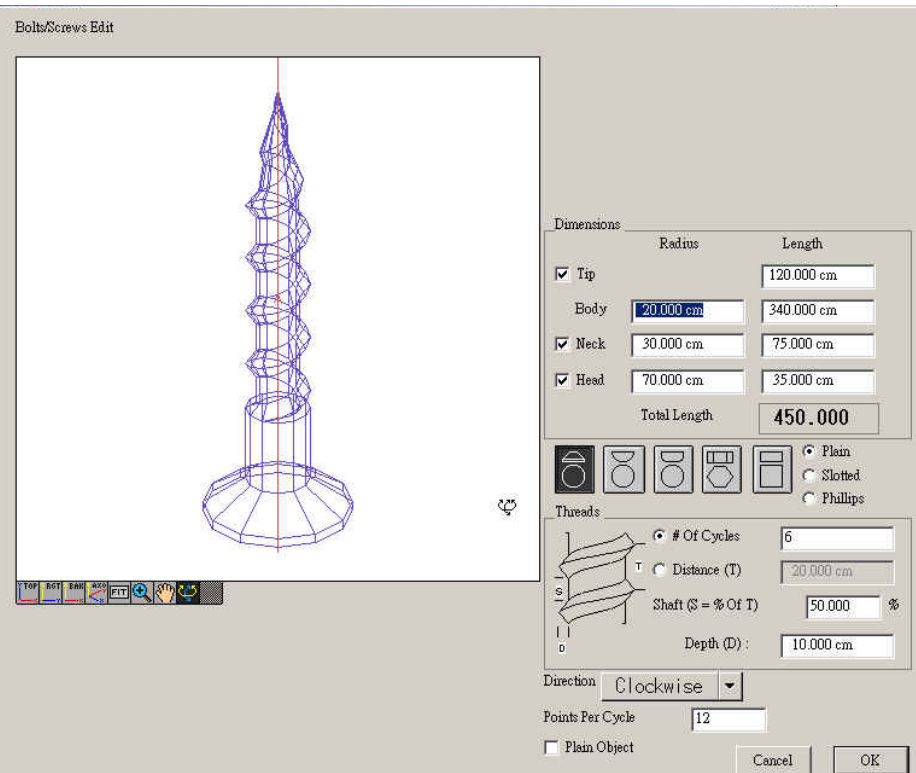 Bolts/Screws Edit
Dimensions
Radius Length
Tip 120.000 cm
Body 20.000 cm 340.000 cm
Neck 30.000 cm 75.000 cm
Head 70.000 cm 35.000 cm
Total Length 450.000
Plain
Slotted
Phillips
Threads
# Of Cycles 6
T Distance (T) 20.000 cm
S Shaft (S = % Of T) 50.000 %
D Depth (D) : 10.000 cm
TOP RGT BAK AXO FIT
Direction Clockwise
Points Per Cycle 12
Plain Object
Cancel OK